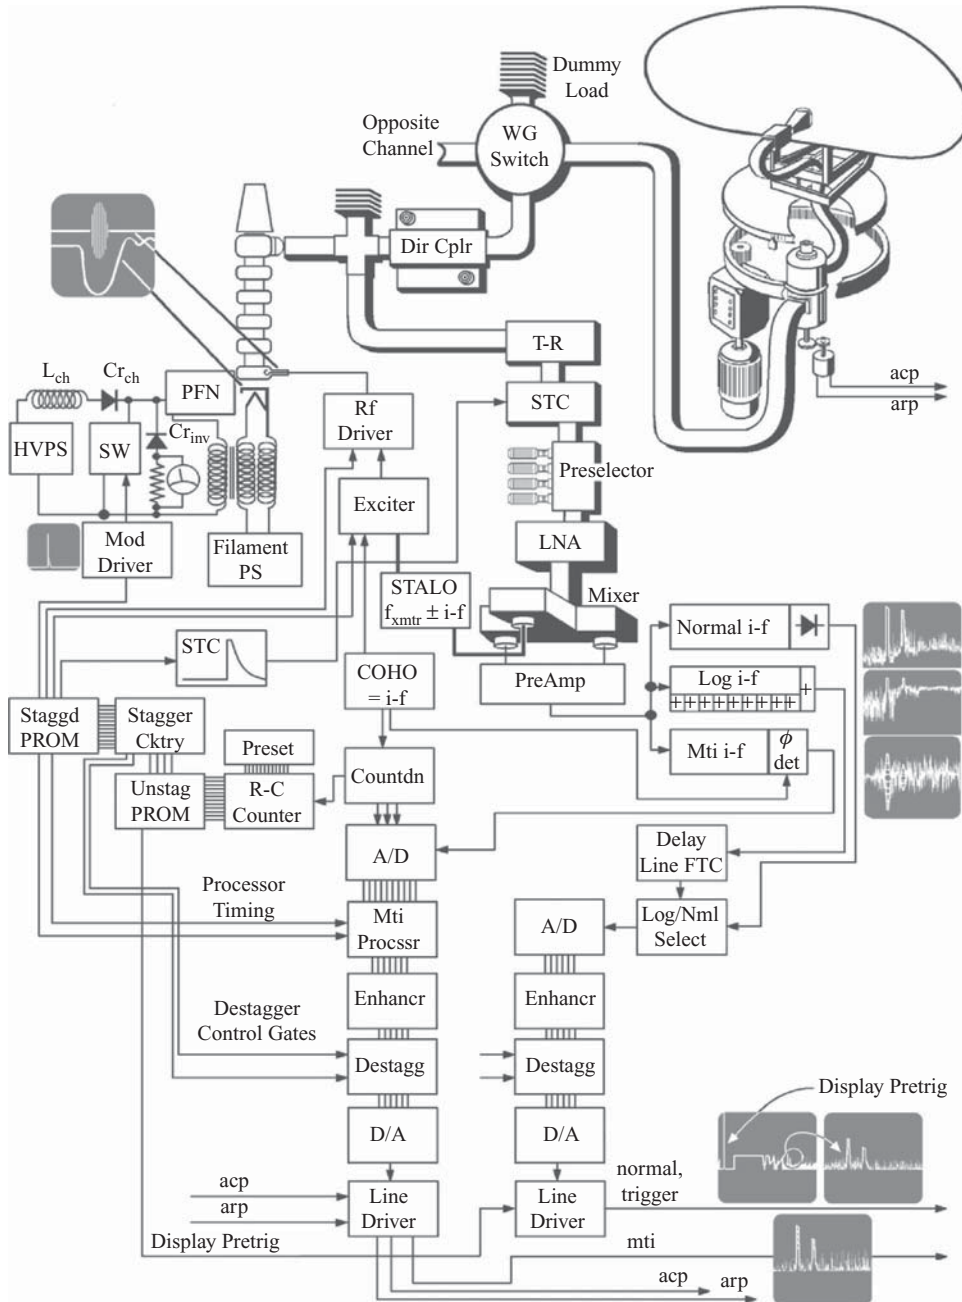 Dummy
Load
Opposite
Channel
WG
Switch
Dir Cplr
T-R
acp
arp
L_ch
Cr_ch
PFN
STC
Rf
Driver
Cr_inv
HVPS
SW
Preselector
Exciter
LNA
Mod
Driver
Filament
PS
STALO
f_xmtr ± i-f
Mixer
Normal i-f
STC
COHO
= i-f
PreAmp
Log i-f
+
+++++++++
Staggd
PROM
Stagger
Cktry
Preset
Mti i-f
ϕ
det
Unstag
PROM
R-C
Counter
Countdn
A/D
Delay
Line FTC
Processor
Timing
Mti
Procssr
A/D
Log/Nml
Select
Enhancr
Enhancr
Destagger
Control Gates
Destagg
Destagg
Display Pretrig
D/A
D/A
normal,
trigger
acp
arp
Line
Driver
Line
Driver
Display Pretrig
mti
acp
arp